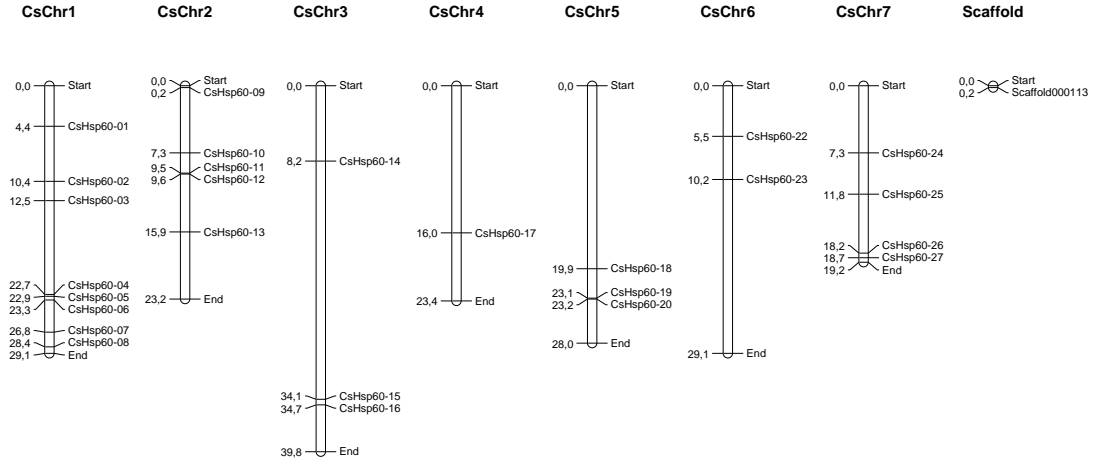 CsChr1 CsChr2 CsChr3 CsChr4 CsChr5 CsChr6 CsChr7 Scaffold
0,0 Start
4,4 CsHsp60-01
10,4 CsHsp60-02
12,5 CsHsp60-03
22,7 CsHsp60-04
22,9 CsHsp60-05
23,3 CsHsp60-06
26,8 CsHsp60-07
28,4 CsHsp60-08
29,1 End
0,0 Start
0,2 CsHsp60-09
7,3 CsHsp60-10
9,5 CsHsp60-11
9,6 CsHsp60-12
15,9 CsHsp60-13
23,2 End
0,0 Start
8,2 CsHsp60-14
34,1 CsHsp60-15
34,7 CsHsp60-16
39,8 End
0,0 Start
16,0 CsHsp60-17
23,4 End
0,0 Start
19,9 CsHsp60-18
23,1 CsHsp60-19
23,2 CsHsp60-20
28,0 End
0,0 Start
5,5 CsHsp60-22
10,2 CsHsp60-23
29,1 End
0,0 Start
7,3 CsHsp60-24
11,8 CsHsp60-25
18,2 CsHsp60-26
18,7 CsHsp60-27
19,2 End
0,0 Start
0,2 Scaffold000113